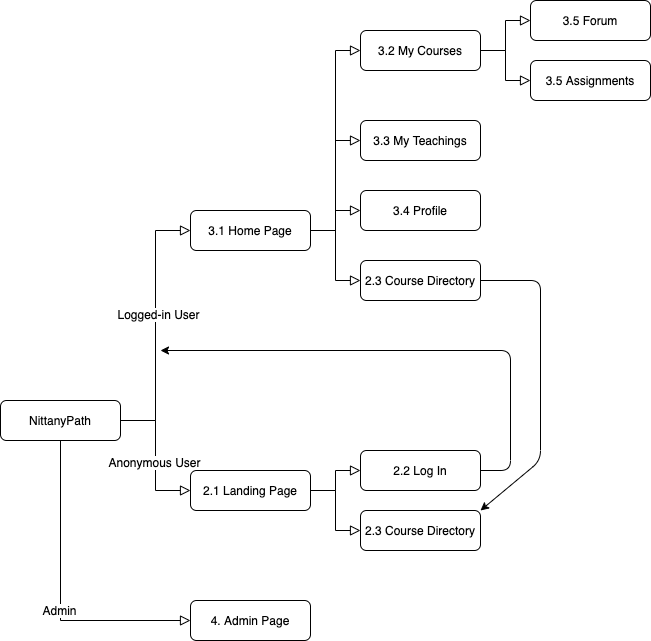 3.5 Forum
3.2 My Courses
3.5 Assignments
3.3 My Teachings
3.4 Profile
3.1 Home Page
2.3 Course Directory
Logged-in User
NittanyPath
Anonymous User
2.2 Log In
2.1 Landing Page
2.3 Course Directory
Admin
4. Admin Page